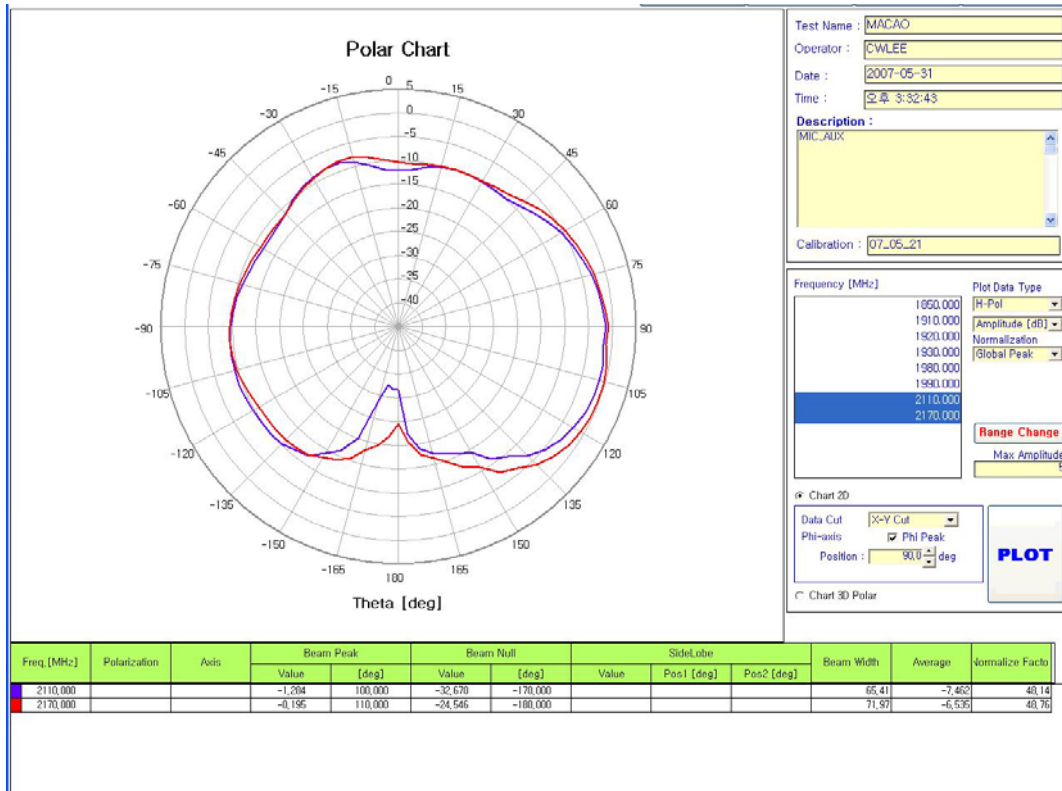 Polar Chart
0
-15
5
15
-30
0
30
-5
-45
-10
45
-15
-60
-20
60
-25
-75
-30
75
-35
-40
-90
90
-105
105
-120
120
-135
135
-150
150
-165
180
165
Theta [deg]
Test Name : MACAO
Operator : CWLEE
Date : 2007-05-31
Time : 오후 3:32:43
Description :
MIC_AUX
Calibration : 07_05_21
Frequency [MHz]
1850.000
1910.000
1920.000
1930.000
1980.000
1990.000
2110.000
2170.000
Plot Data Type
H-Pol
Amplitude [dB]
Normalization
Global Peak
Range Change
Max Amplitude
5
Chart 2D
Data Cut X-Y Cut
Phi-axis Phi Peak
Position : 90.0 deg
PLOT
Chart 3D Polar
Freq.[MHz] Polarization Axis Beam Peak Beam Null SideLobe Beam Width Average Normalize Facto
Value [deg] Value [deg] Value Pos1 [deg] Pos2 [deg]
2110,000 -1,284 100,000 -32,670 -170,000 65,41 -7,462 48,14
2170,000 -0,195 110,000 -24,546 -180,000 71,97 -6,535 48,76